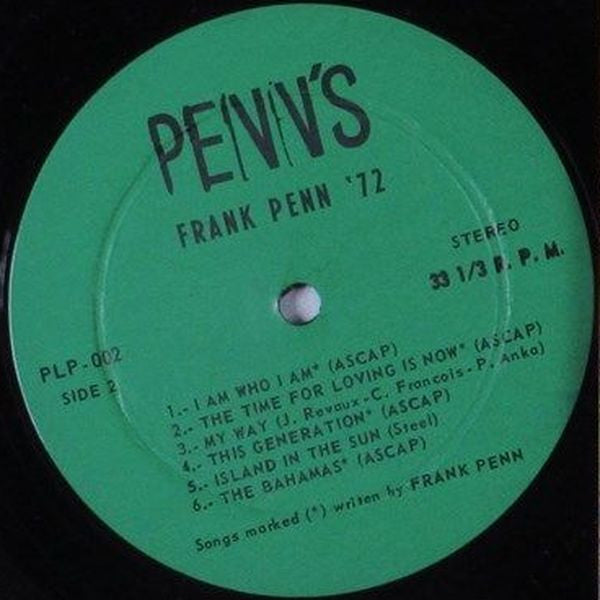 PENN'S
FRANK PENN '72
STEREO
33 1/3 R. P. M.
PLP-002
SIDE 2
1.- I AM WHO I AM* (ASCAP)
2.- THE TIME FOR LOVING IS NOW* (ASCAP)
3.- MY WAY (J. Revaux-C. Francois-P. Anka)
4.- THIS GENERATION* (ASCAP)
5.- ISLAND IN THE SUN (Steel)
6.- THE BAHAMAS* (ASCAP)
Songs marked (*) writen by FRANK PENN